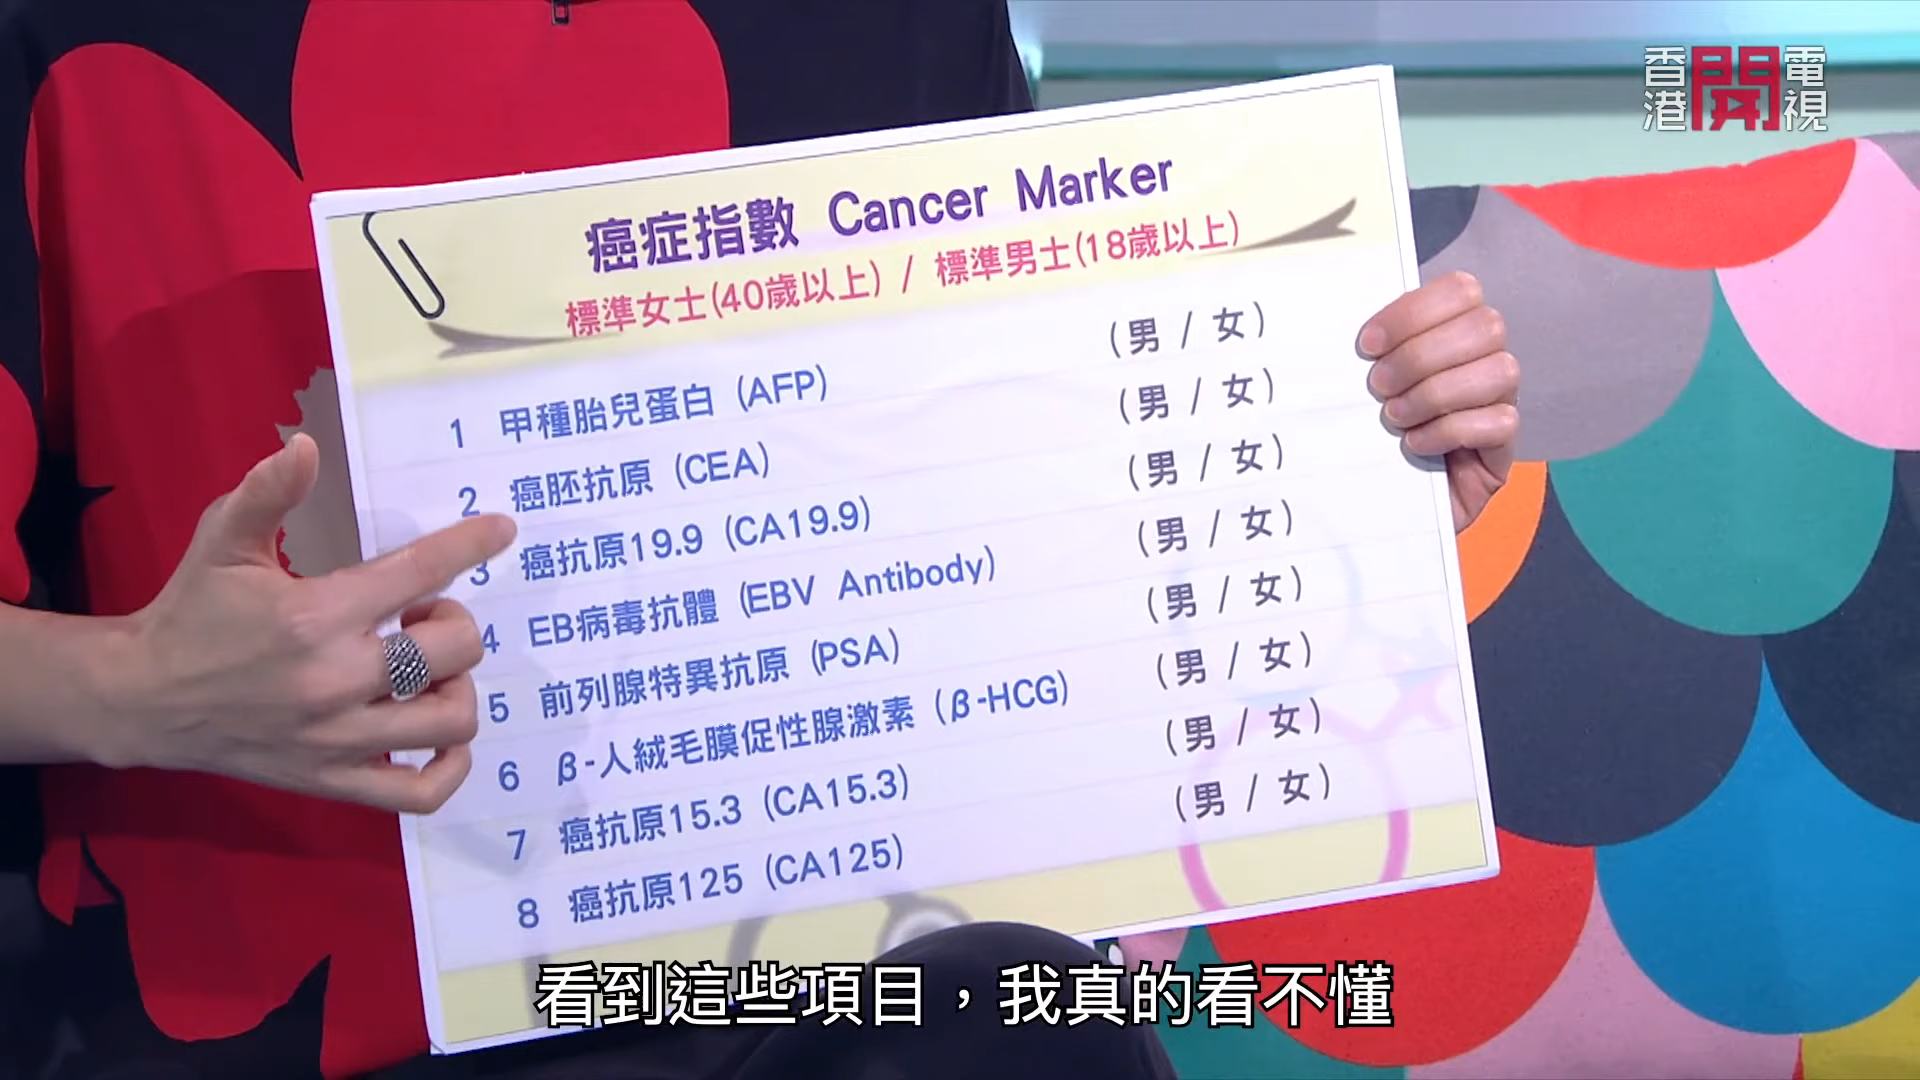 香港開電視
癌症指數 Cancer Marker
標準女士(40歲以上) / 標準男士(18歲以上)
1 甲種胎兒蛋白 (AFP) (男 / 女)
2 癌胚抗原 (CEA) (男 / 女)
3 癌抗原19.9 (CA19.9) (男 / 女)
4 EB病毒抗體 (EBV Antibody) (男 / 女)
5 前列腺特異抗原 (PSA) (男 / 女)
6 β-人絨毛膜促性腺激素 (β-HCG) (男 / 女)
7 癌抗原15.3 (CA15.3) (男 / 女)
8 癌抗原125 (CA125) (男 / 女)
看到這些項目，我真的看不懂